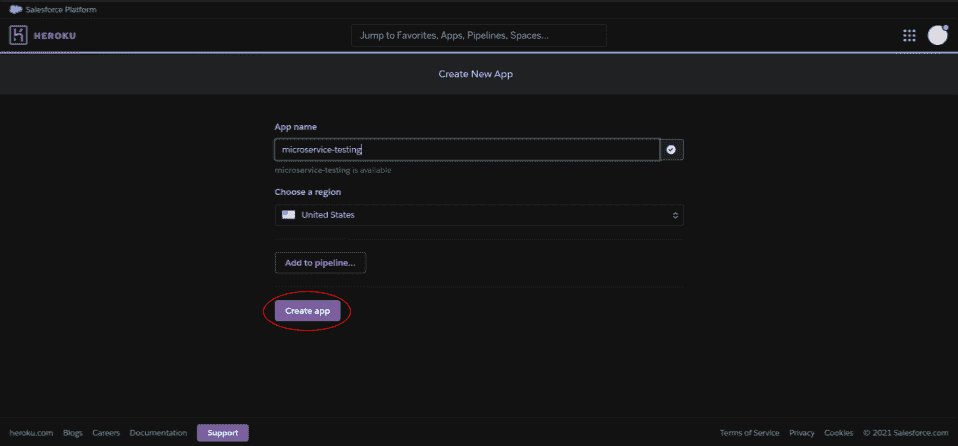 Salesforce Platform
HEROKU
Jump to Favorites, Apps, Pipelines, Spaces...
Create New App
App name
microservice-testing
microservice-testing is available
Choose a region
United States
Add to pipeline...
Create app
heroku.com Blogs Careers Documentation Support Terms of Service Privacy Cookies © 2021 Salesforce.com